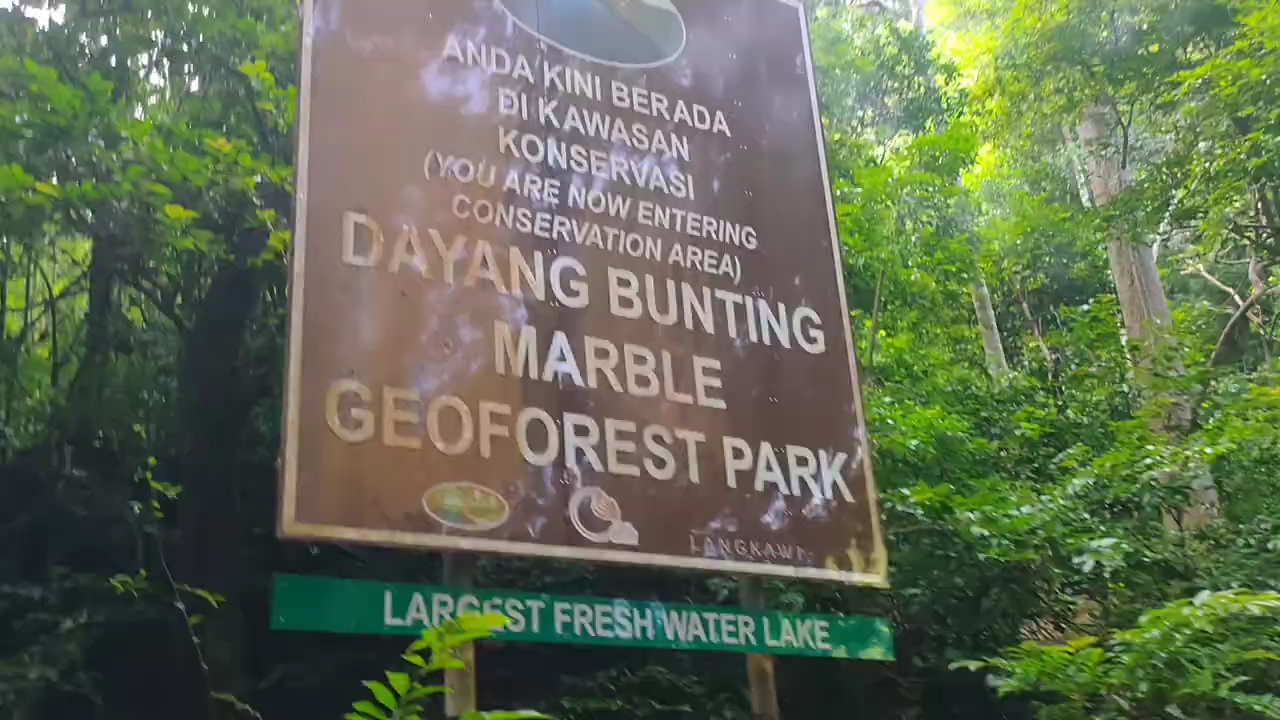 ANDA KINI BERADA
DI KAWASAN
KONSERVASI
(YOU ARE NOW ENTERING
CONSERVATION AREA)
DAYANG BUNTING
MARBLE
GEOFOREST PARK
LANGKAWI
LARGEST FRESH WATER LAKE